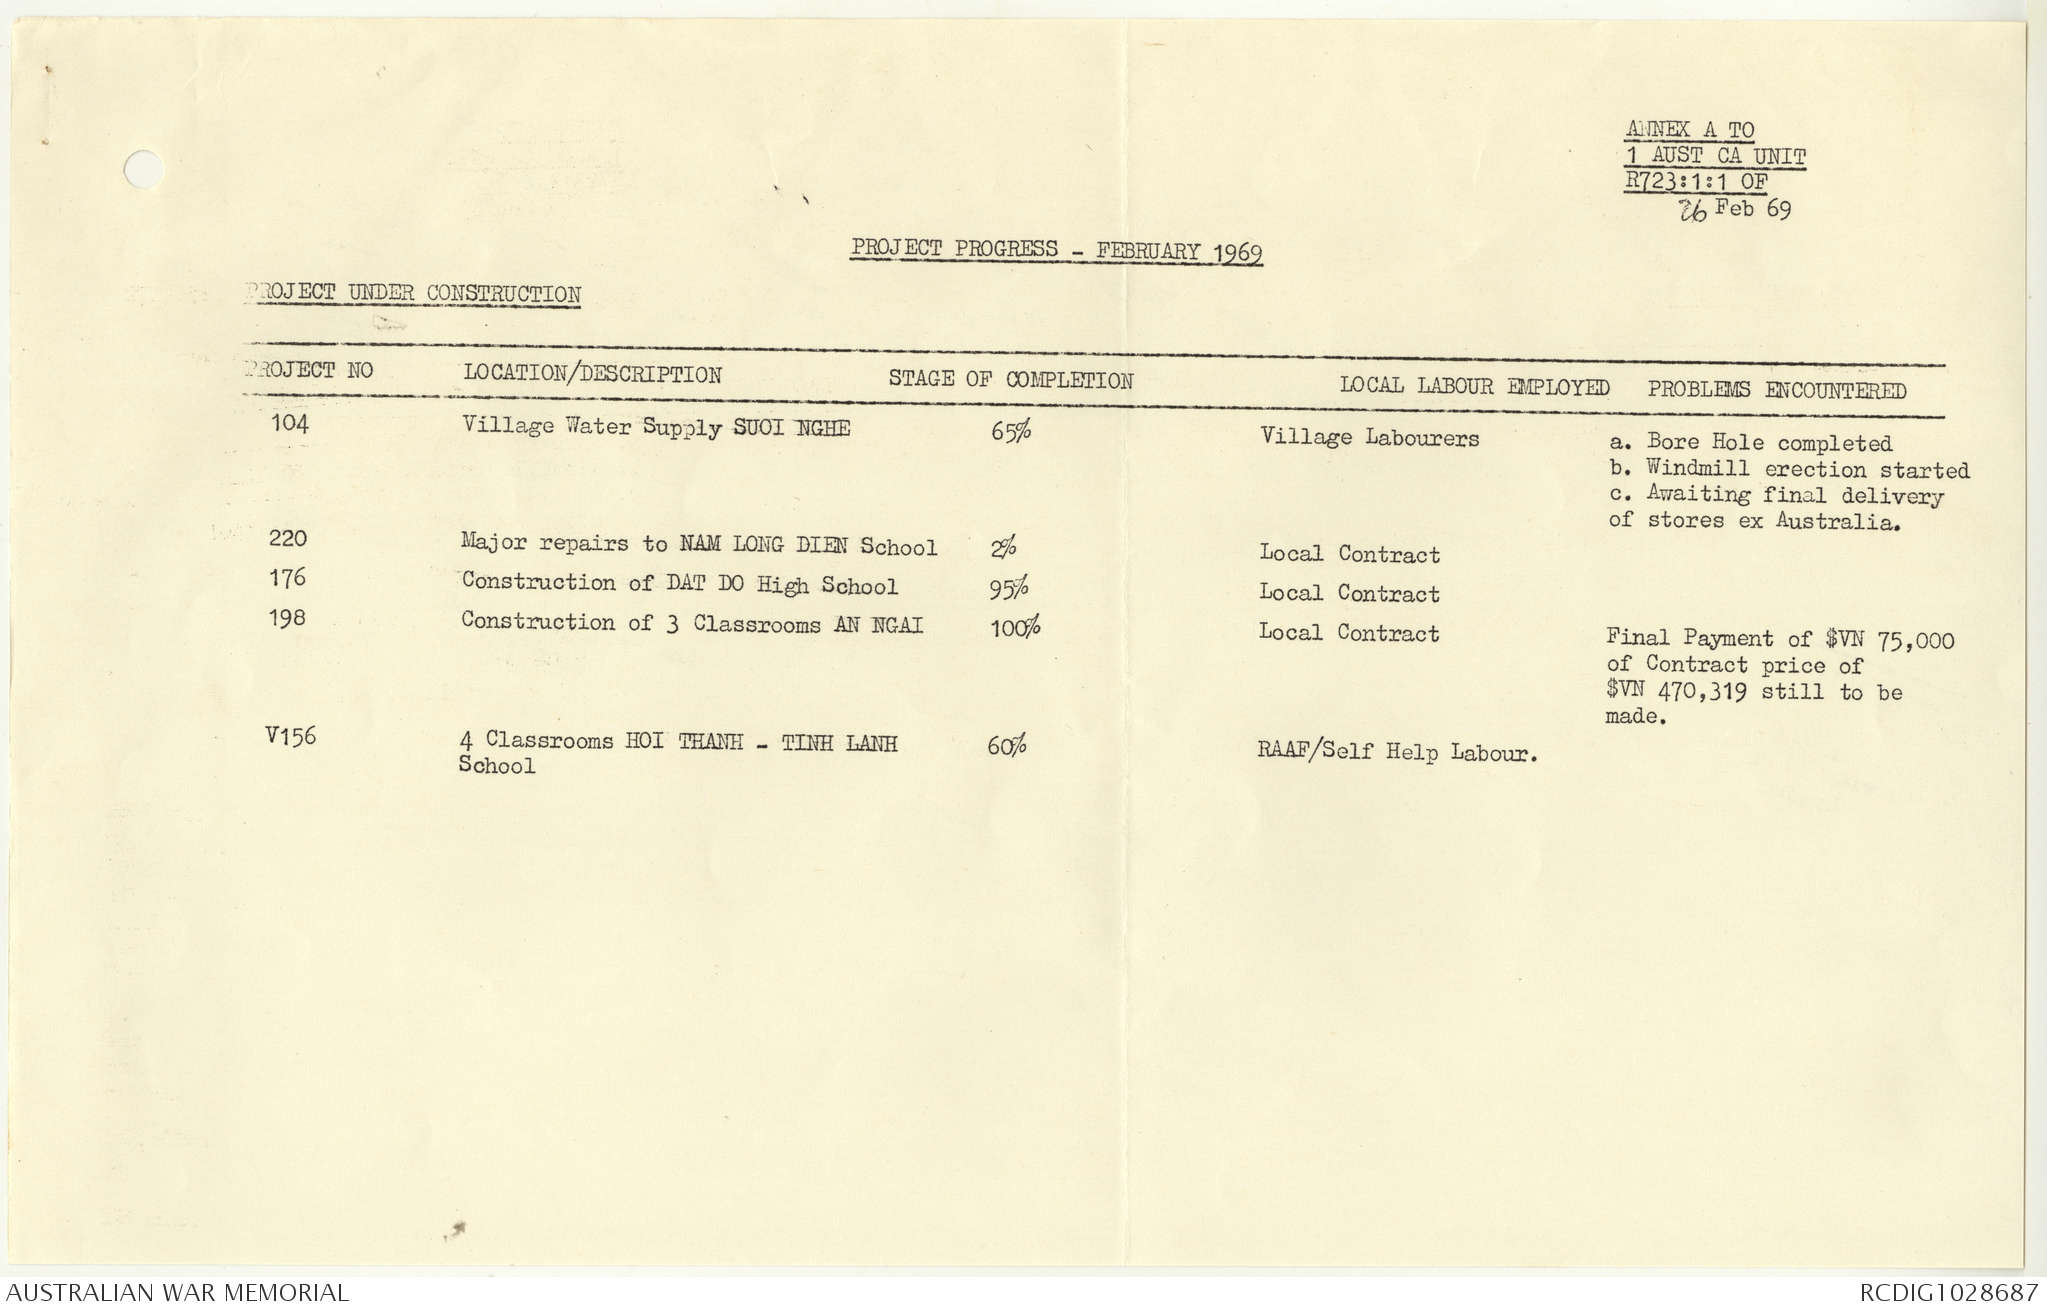 ANNEX A TO
1 AUST CA UNIT
R723:1:1 OF
26 Feb 69
PROJECT PROGRESS - FEBRUARY 1969
PROJECT UNDER CONSTRUCTION
PROJECT NO LOCATION/DESCRIPTION STAGE OF COMPLETION LOCAL LABOUR EMPLOYED PROBLEMS ENCOUNTERED
104 Village Water Supply SUOI NGHE 65% Village Labourers a. Bore Hole completed
b. Windmill erection started
c. Awaiting final delivery
of stores ex Australia.
220 Major repairs to NAM LONG DIEN School 2% Local Contract
176 Construction of DAT DO High School 95% Local Contract
198 Construction of 3 Classrooms AN NGAI 100% Local Contract Final Payment of $VN 75,000
of Contract price of
$VN 470,319 still to be
made.
V156 4 Classrooms HOI THANH - TINH LANH 60% RAAF/Self Help Labour.
School
AUSTRALIAN WAR MEMORIAL RCDIG1028687